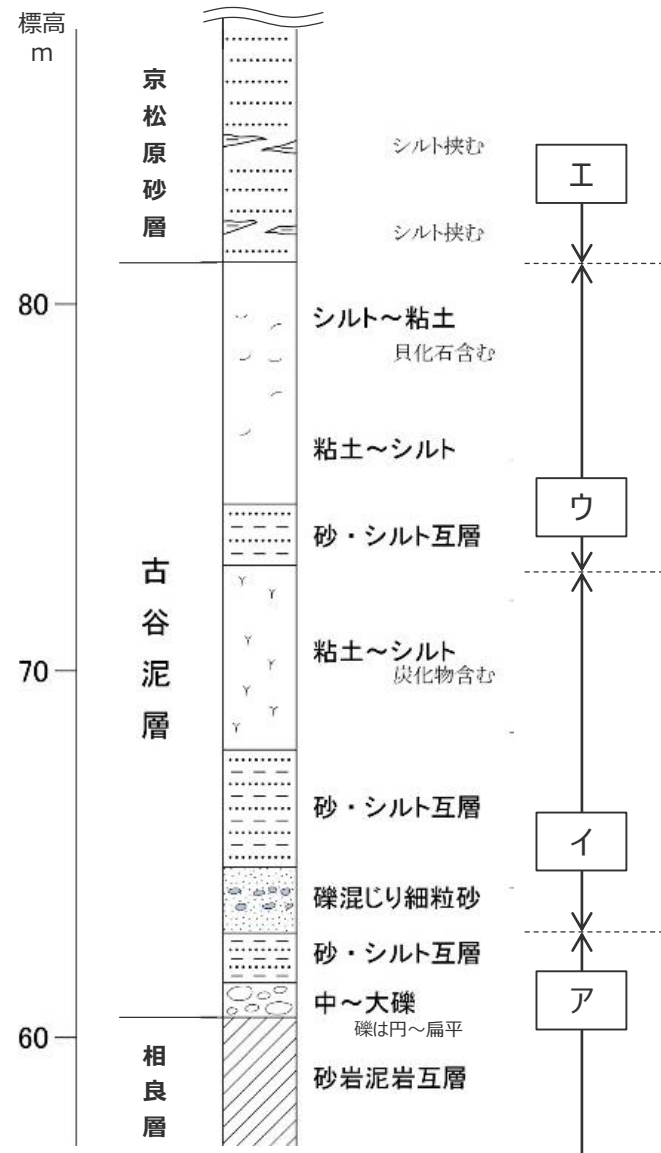 標高
m
京松原砂層
シルト挟む
エ
シルト挟む
80
シルト～粘土
貝化石含む
粘土～シルト
ウ
砂・シルト互層
古谷泥層
粘土～シルト
炭化物含む
70
砂・シルト互層
イ
礫混じり細粒砂
砂・シルト互層
ア
中～大礫
礫は円～扁平
60
相良層
砂岩泥岩互層